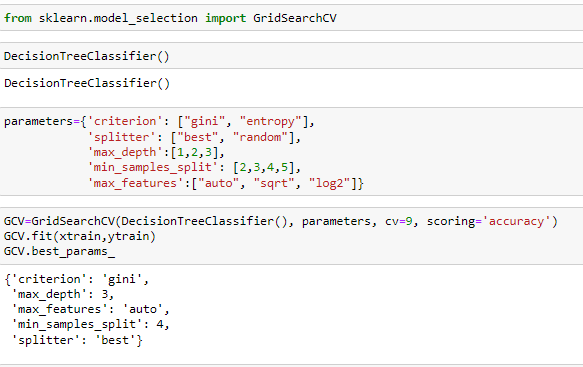 from sklearn.model_selection import GridSearchCV
DecisionTreeClassifier()
DecisionTreeClassifier()
parameters={'criterion': ["gini", "entropy"],
'splitter': ["best", "random"],
'max_depth':[1,2,3],
'min_samples_split': [2,3,4,5],
'max_features':["auto", "sqrt", "log2"]}
GCV=GridSearchCV(DecisionTreeClassifier(), parameters, cv=9, scoring='accuracy')
GCV.fit(xtrain,ytrain)
GCV.best_params_
{'criterion': 'gini',
'max_depth': 3,
'max_features': 'auto',
'min_samples_split': 4,
'splitter': 'best'}